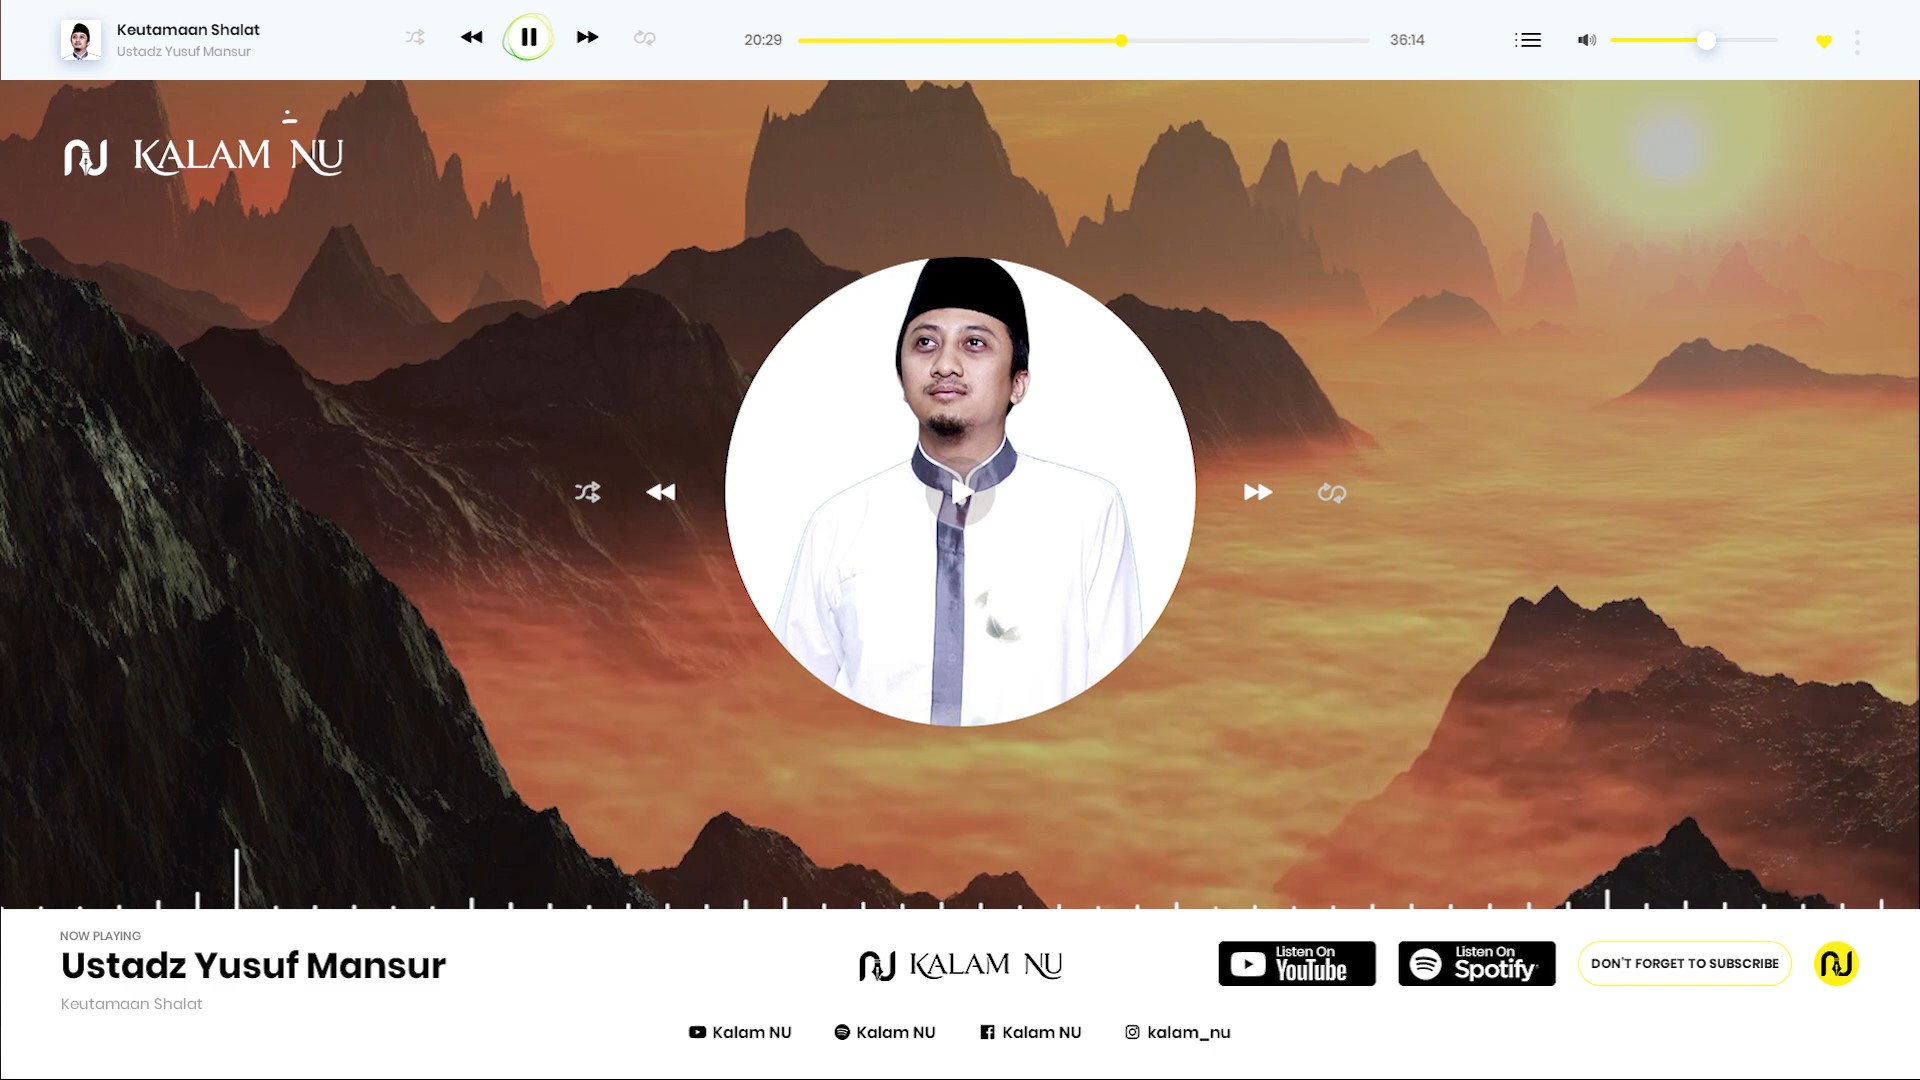 Keutamaan Shalat
Ustadz Yusuf Mansur
20:29
36:14
KALAM NU
NOW PLAYING
Ustadz Yusuf Mansur
Keutamaan Shalat
KALAM NU
Listen On
YouTube
Listen On
Spotify
DON'T FORGET TO SUBSCRIBE
Kalam NU
Kalam NU
Kalam NU
kalam_nu